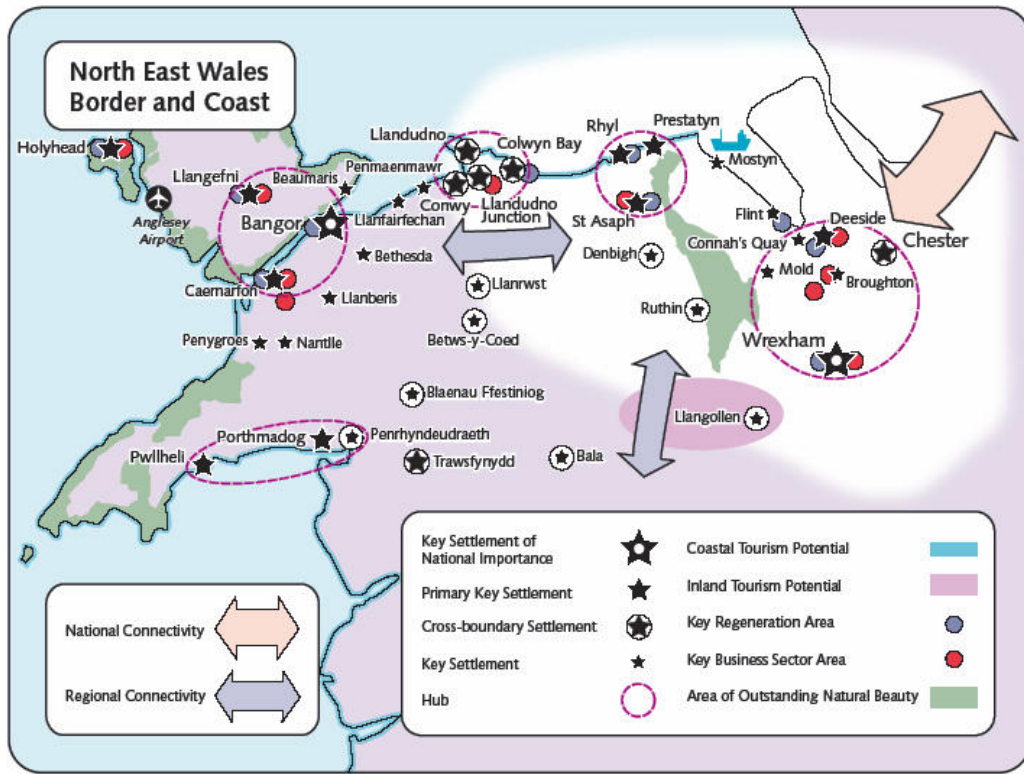 North East Wales
Border and Coast
Holyhead
Anglesey
Airport
Llangefni
Beaumaris
Bangor
Caernarfon
Penmaenmawr
Llanfairfechan
Bethesda
Llanberis
Penygroes
Nantlle
Llandudno
Colwyn Bay
Conwy
Llandudno
Junction
Rhyl
Prestatyn
Mostyn
St Asaph
Flint
Deeside
Connah's Quay
Chester
Mold
Broughton
Denbigh
Ruthin
Wrexham
Llanrwst
Betws-y-Coed
Blaenau Ffestiniog
Porthmadog
Penrhyndeudraeth
Pwllheli
Trawsfynydd
Bala
Llangollen
National Connectivity
Regional Connectivity
Key Settlement of
National Importance
Primary Key Settlement
Cross-boundary Settlement
Key Settlement
Hub
Coastal Tourism Potential
Inland Tourism Potential
Key Regeneration Area
Key Business Sector Area
Area of Outstanding Natural Beauty